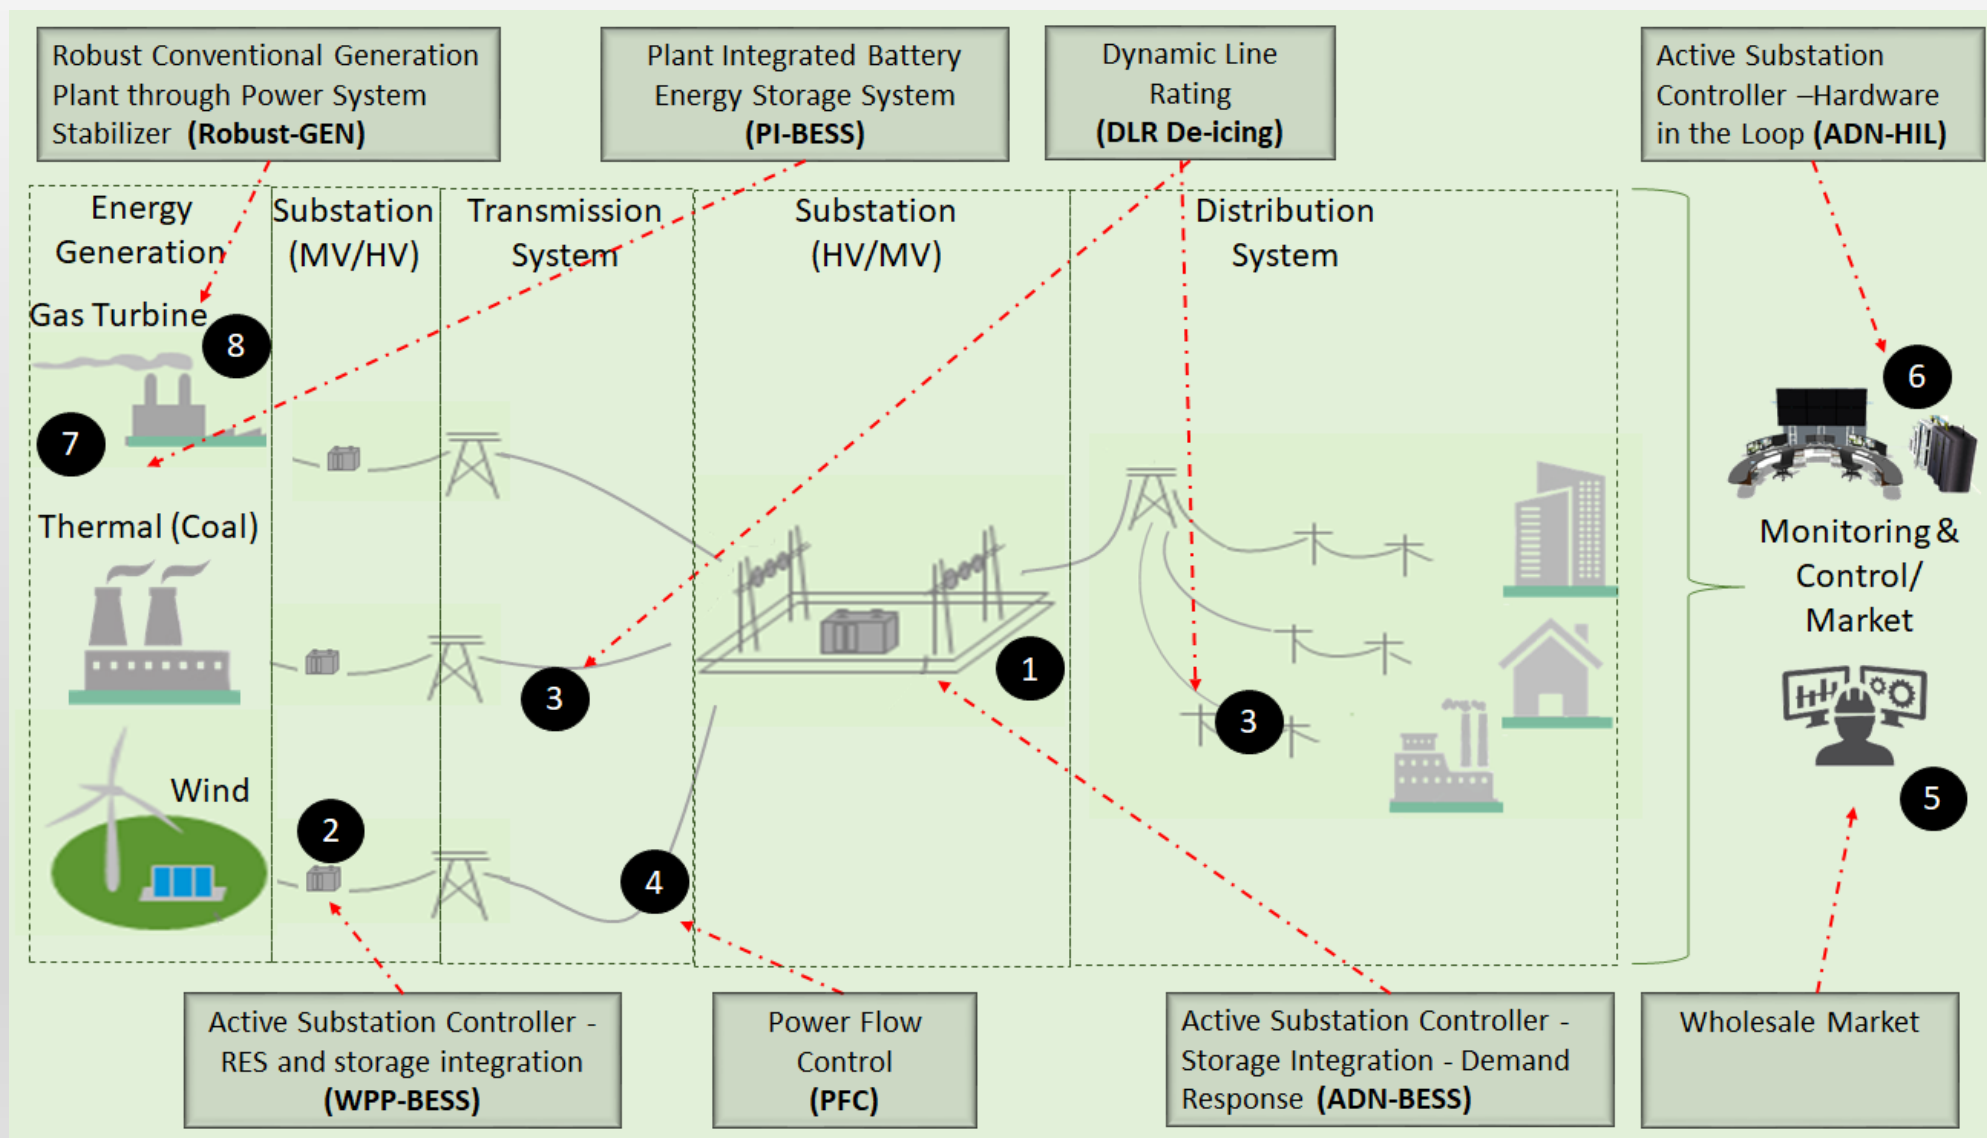 Robust Conventional Generation
Plant through Power System
Stabilizer (Robust-GEN)
Plant Integrated Battery
Energy Storage System
(PI-BESS)
Dynamic Line
Rating
(DLR De-icing)
Active Substation
Controller –Hardware
in the Loop (ADN-HIL)
Energy
Generation
Substation
(MV/HV)
Transmission
System
Substation
(HV/MV)
Distribution
System
Gas Turbine
8
7
Thermal (Coal)
Wind
2
3
4
1
3
6
Monitoring &
Control/
Market
5
Active Substation Controller -
RES and storage integration
(WPP-BESS)
Power Flow
Control
(PFC)
Active Substation Controller -
Storage Integration - Demand
Response (ADN-BESS)
Wholesale Market